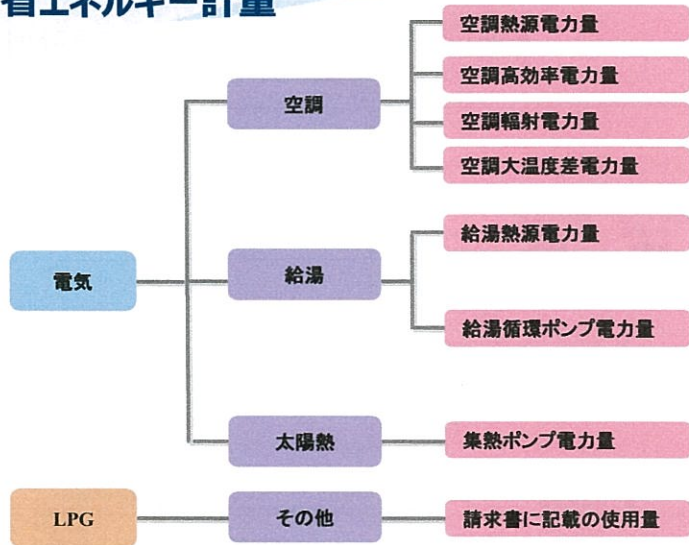 省エネルギー計量
空調熱源電力量
空調高効率電力量
空調
空調輻射電力量
空調大温度差電力量
給湯熱源電力量
電気
給湯
給湯循環ポンプ電力量
太陽熱
集熱ポンプ電力量
LPG
その他
請求書に記載の使用量